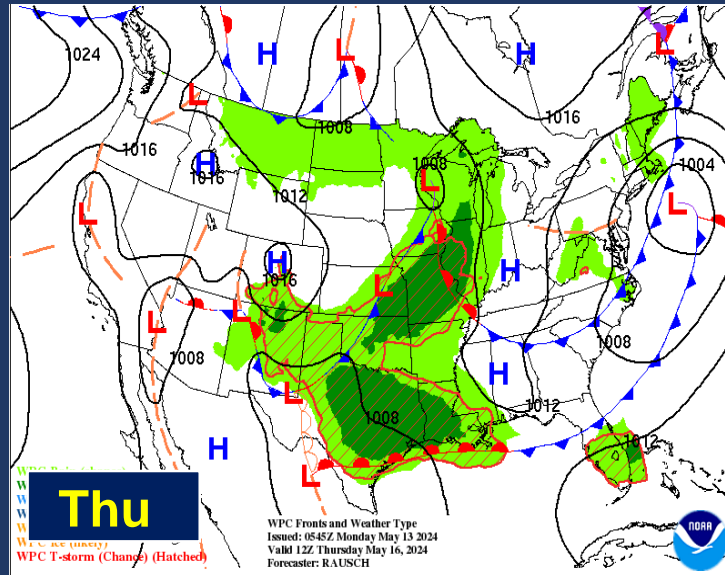 1024
H
L
H
L
1016
L
1008
1016
1008
1004
H
1016
L
1012
L
L
H
1016
H
L
L
L
1008
1008
H
L
1012
1008
H
1012
L
WPC T-storm (Chance) (Hatched)
Thu
WPC Fronts and Weather Type
Issued: 0545Z Monday May 13 2024
Valid 12Z Thursday May 16, 2024
Forecaster: RAUSCH
NOAA